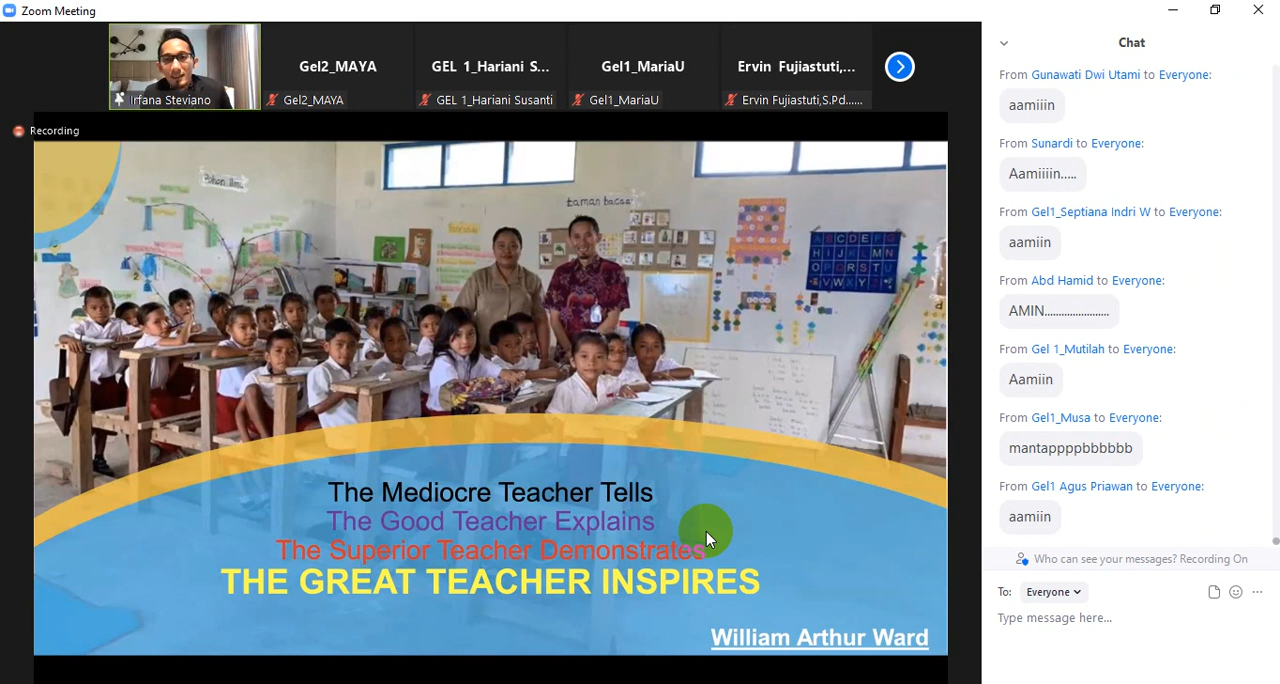 Zoom Meeting
Irfana Steviano
Gel2_MAYA
Gel2_MAYA
GEL 1_Hariani S...
GEL 1_Hariani Susanti
Gel1_MariaU
Gel1_MariaU
Ervin Fujiastuti,...
Ervin Fujiastuti,S.Pd......
Recording
Pohon Ilmu
taman baca
A B C D E F G
H I J K L M N
The Mediocre Teacher Tells
The Good Teacher Explains
The Superior Teacher Demonstrates
THE GREAT TEACHER INSPIRES
William Arthur Ward
Chat
From Gunawati Dwi Utami to Everyone:
aamiiin
From Sunardi to Everyone:
Aamiiiin.....
From Gel1_Septiana Indri W to Everyone:
aamiin
From Abd Hamid to Everyone:
AMIN.......................
From Gel 1_Mutilah to Everyone:
Aamiin
From Gel1_Musa to Everyone:
mantappppbbbbbb
From Gel1 Agus Priawan to Everyone:
aamiin
Who can see your messages? Recording On
To: Everyone
Type message here...